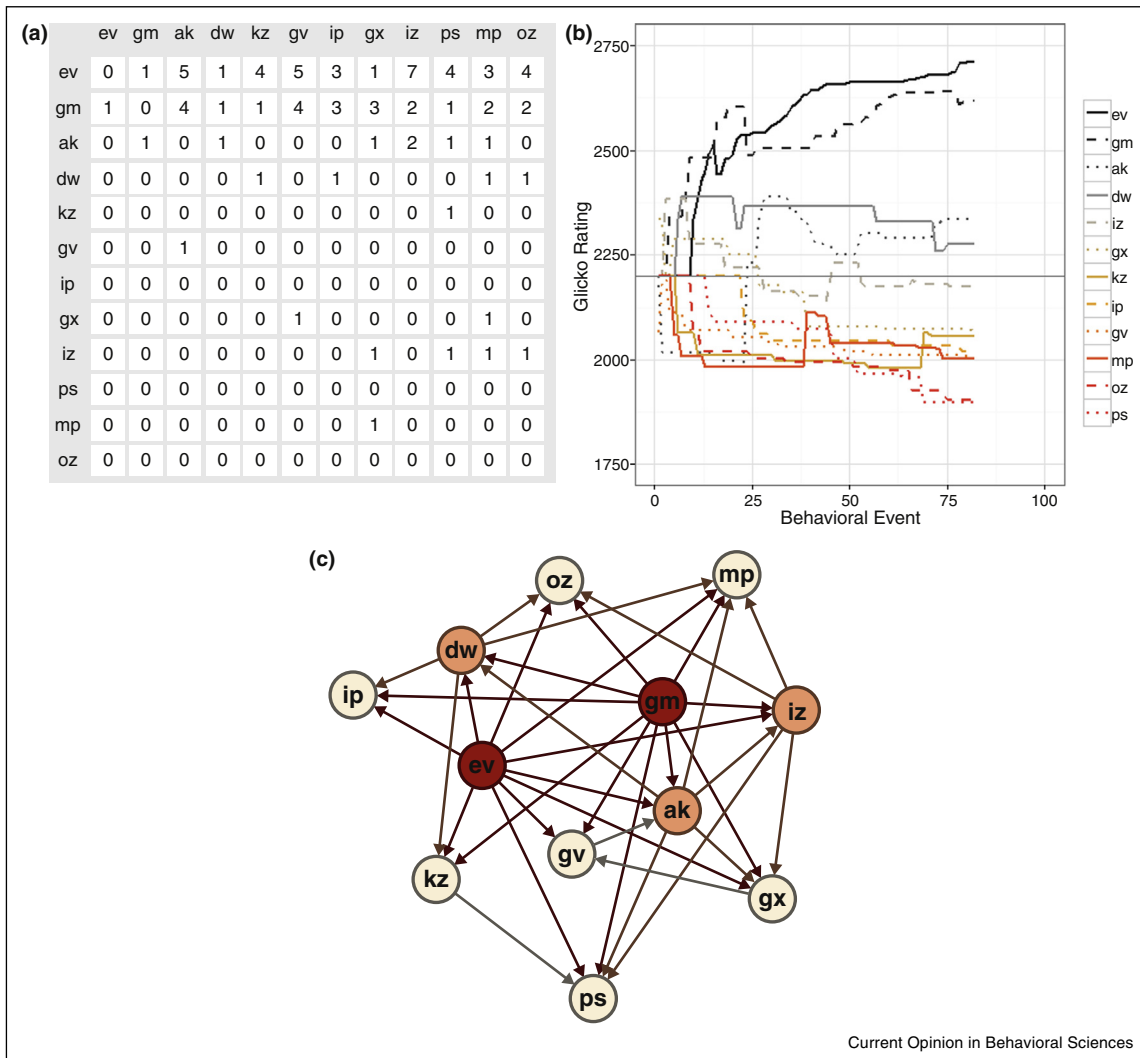 (a)
ev gm ak dw kz gv ip gx iz ps mp oz
ev 0 1 5 1 4 5 3 1 7 4 3 4
gm 1 0 4 1 1 4 3 3 2 1 2 2
ak 0 1 0 1 0 0 0 1 2 1 1 0
dw 0 0 0 0 1 0 1 0 0 0 1 1
kz 0 0 0 0 0 0 0 0 0 1 0 0
gv 0 0 1 0 0 0 0 0 0 0 0 0
ip 0 0 0 0 0 0 0 0 0 0 0 0
gx 0 0 0 0 0 1 0 0 0 0 1 0
iz 0 0 0 0 0 0 0 1 0 1 1 1
ps 0 0 0 0 0 0 0 0 0 0 0 0
mp 0 0 0 0 0 0 0 1 0 0 0 0
oz 0 0 0 0 0 0 0 0 0 0 0 0
(b)
Glicko Rating
2750
2500
2250
2000
1750
0 25 50 75 100
Behavioral Event
ev
gm
ak
dw
iz
gx
kz
ip
gv
mp
oz
ps
(c)
oz
mp
dw
ip
gm
iz
ev
ak
gv
kz
gx
ps
Current Opinion in Behavioral Sciences